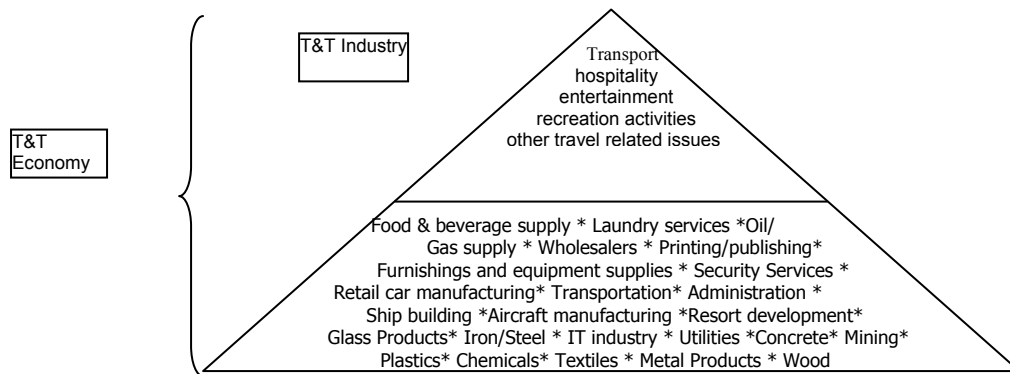 T&T Industry
T&T
Economy
Transport
hospitality
entertainment
recreation activities
other travel related issues
Food & beverage supply * Laundry services *Oil/
Gas supply * Wholesalers * Printing/publishing*
Furnishings and equipment supplies * Security Services *
Retail car manufacturing* Transportation* Administration *
Ship building *Aircraft manufacturing *Resort development*
Glass Products* Iron/Steel * IT industry * Utilities *Concrete* Mining*
Plastics* Chemicals* Textiles * Metal Products * Wood